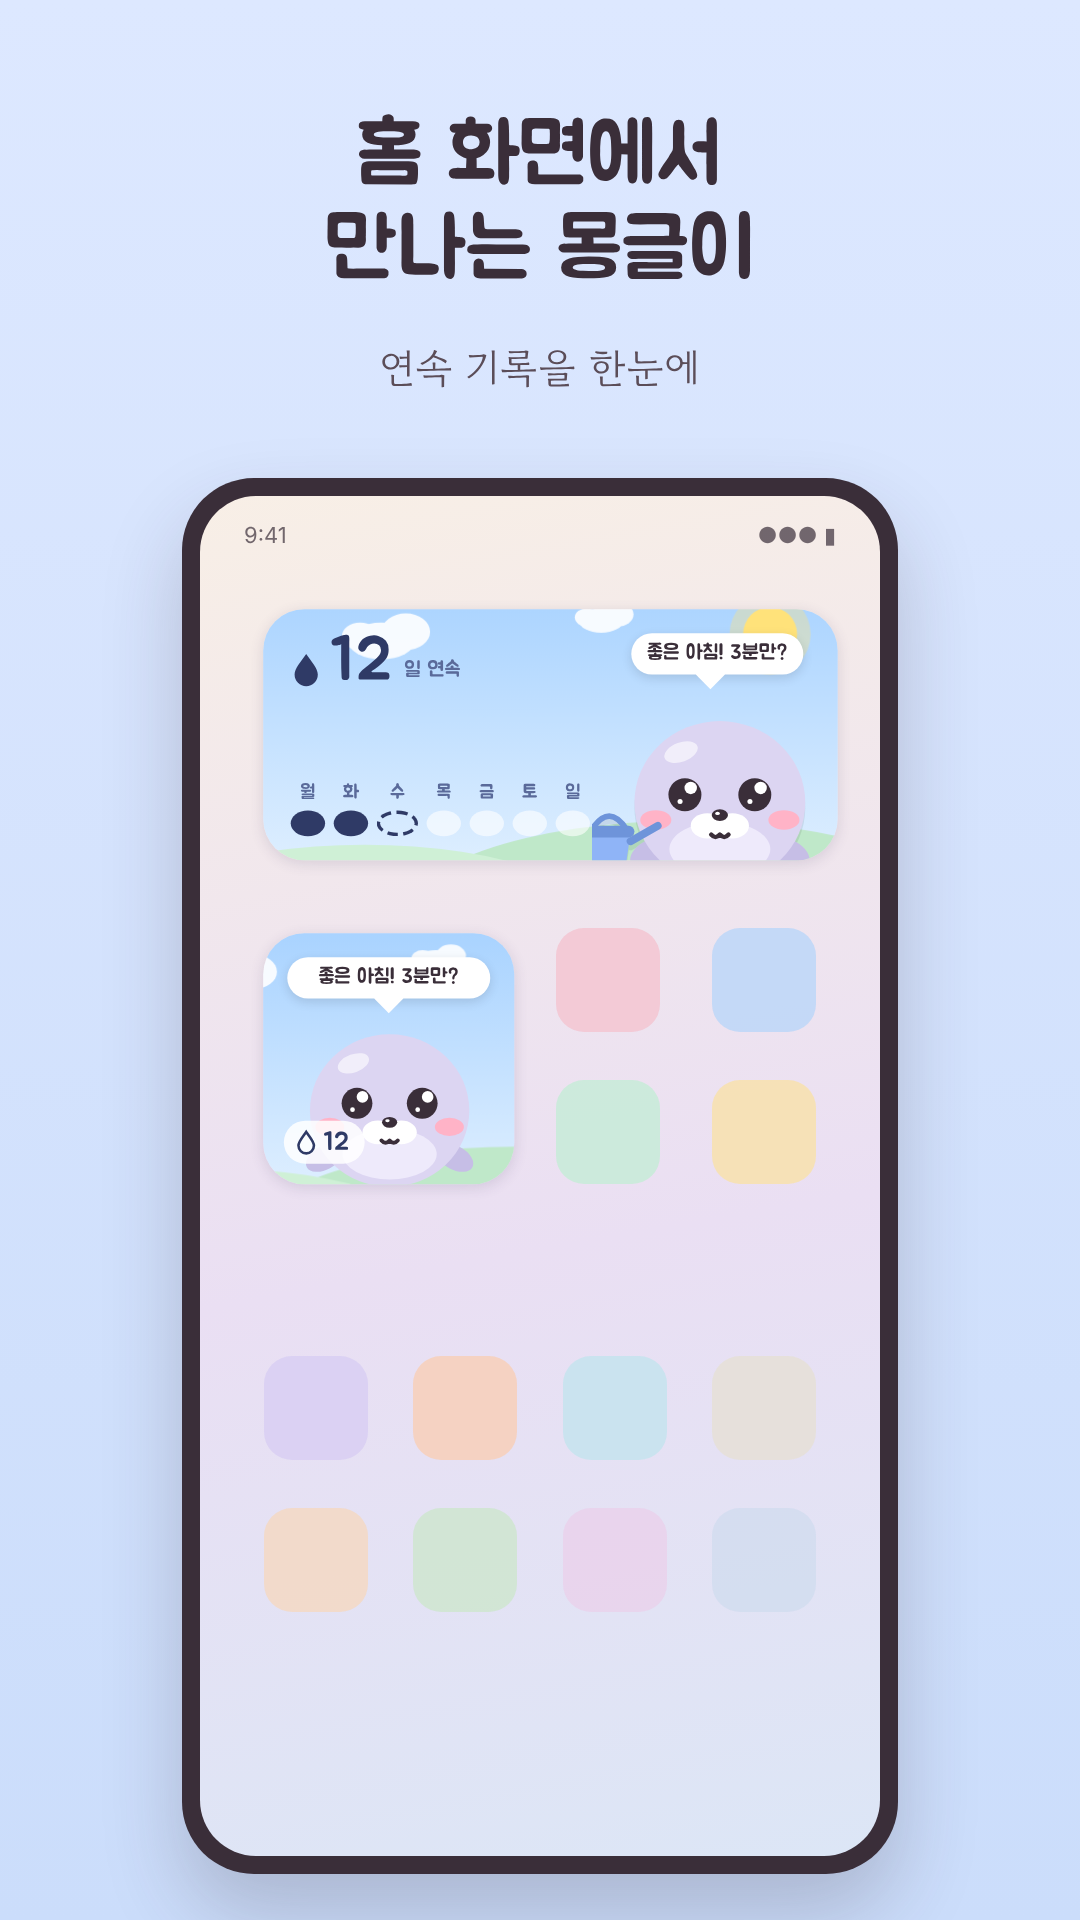 홈 화면에서
만나는 몽글이
연속 기록을 한눈에
9:41
12 일 연속
좋은 아침! 3분만?
월 화 수 목 금 토 일
좋은 아침! 3분만?
12